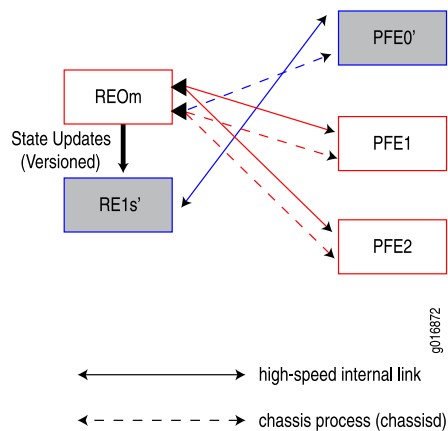 PFE0'
REOm
PFE1
State Updates
(Versioned)
RE1s'
PFE2
g016872
high-speed internal link
chassis process (chassisd)